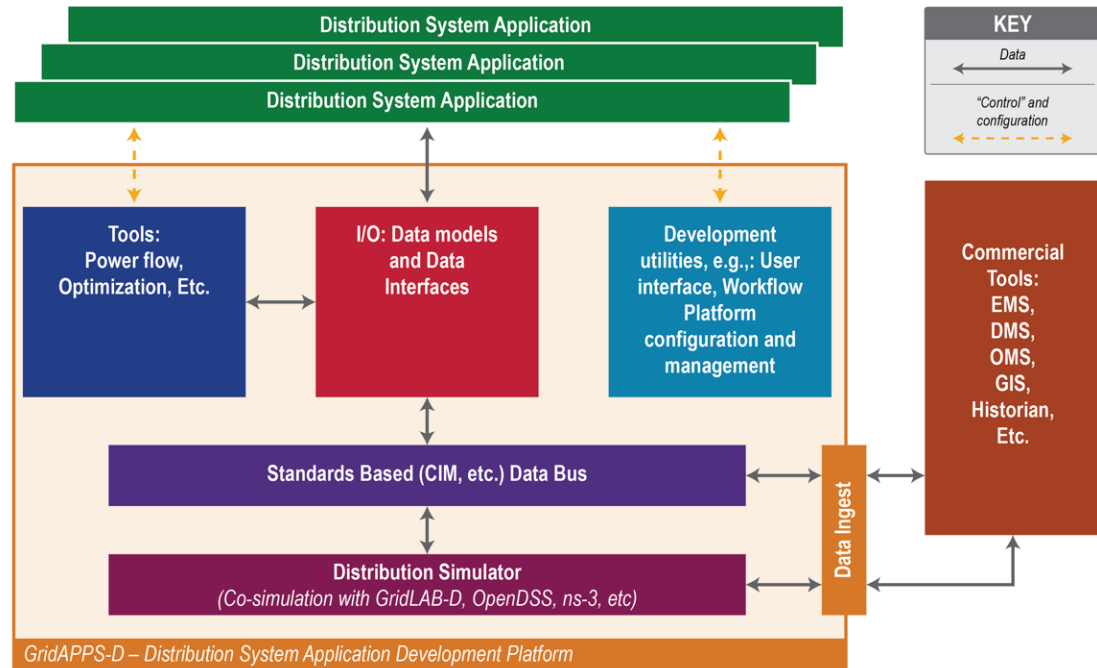 Distribution System Application
Distribution System Application
Distribution System Application
KEY
Data
“Control” and
configuration
Tools:
Power flow,
Optimization, Etc.
I/O: Data models
and Data
Interfaces
Development
utilities, e.g.,: User
interface, Workflow
Platform
configuration and
management
Commercial
Tools:
EMS,
DMS,
OMS,
GIS,
Historian,
Etc.
Standards Based (CIM, etc.) Data Bus
Data Ingest
Distribution Simulator
(Co-simulation with GridLAB-D, OpenDSS, ns-3, etc)
GridAPPS-D – Distribution System Application Development Platform